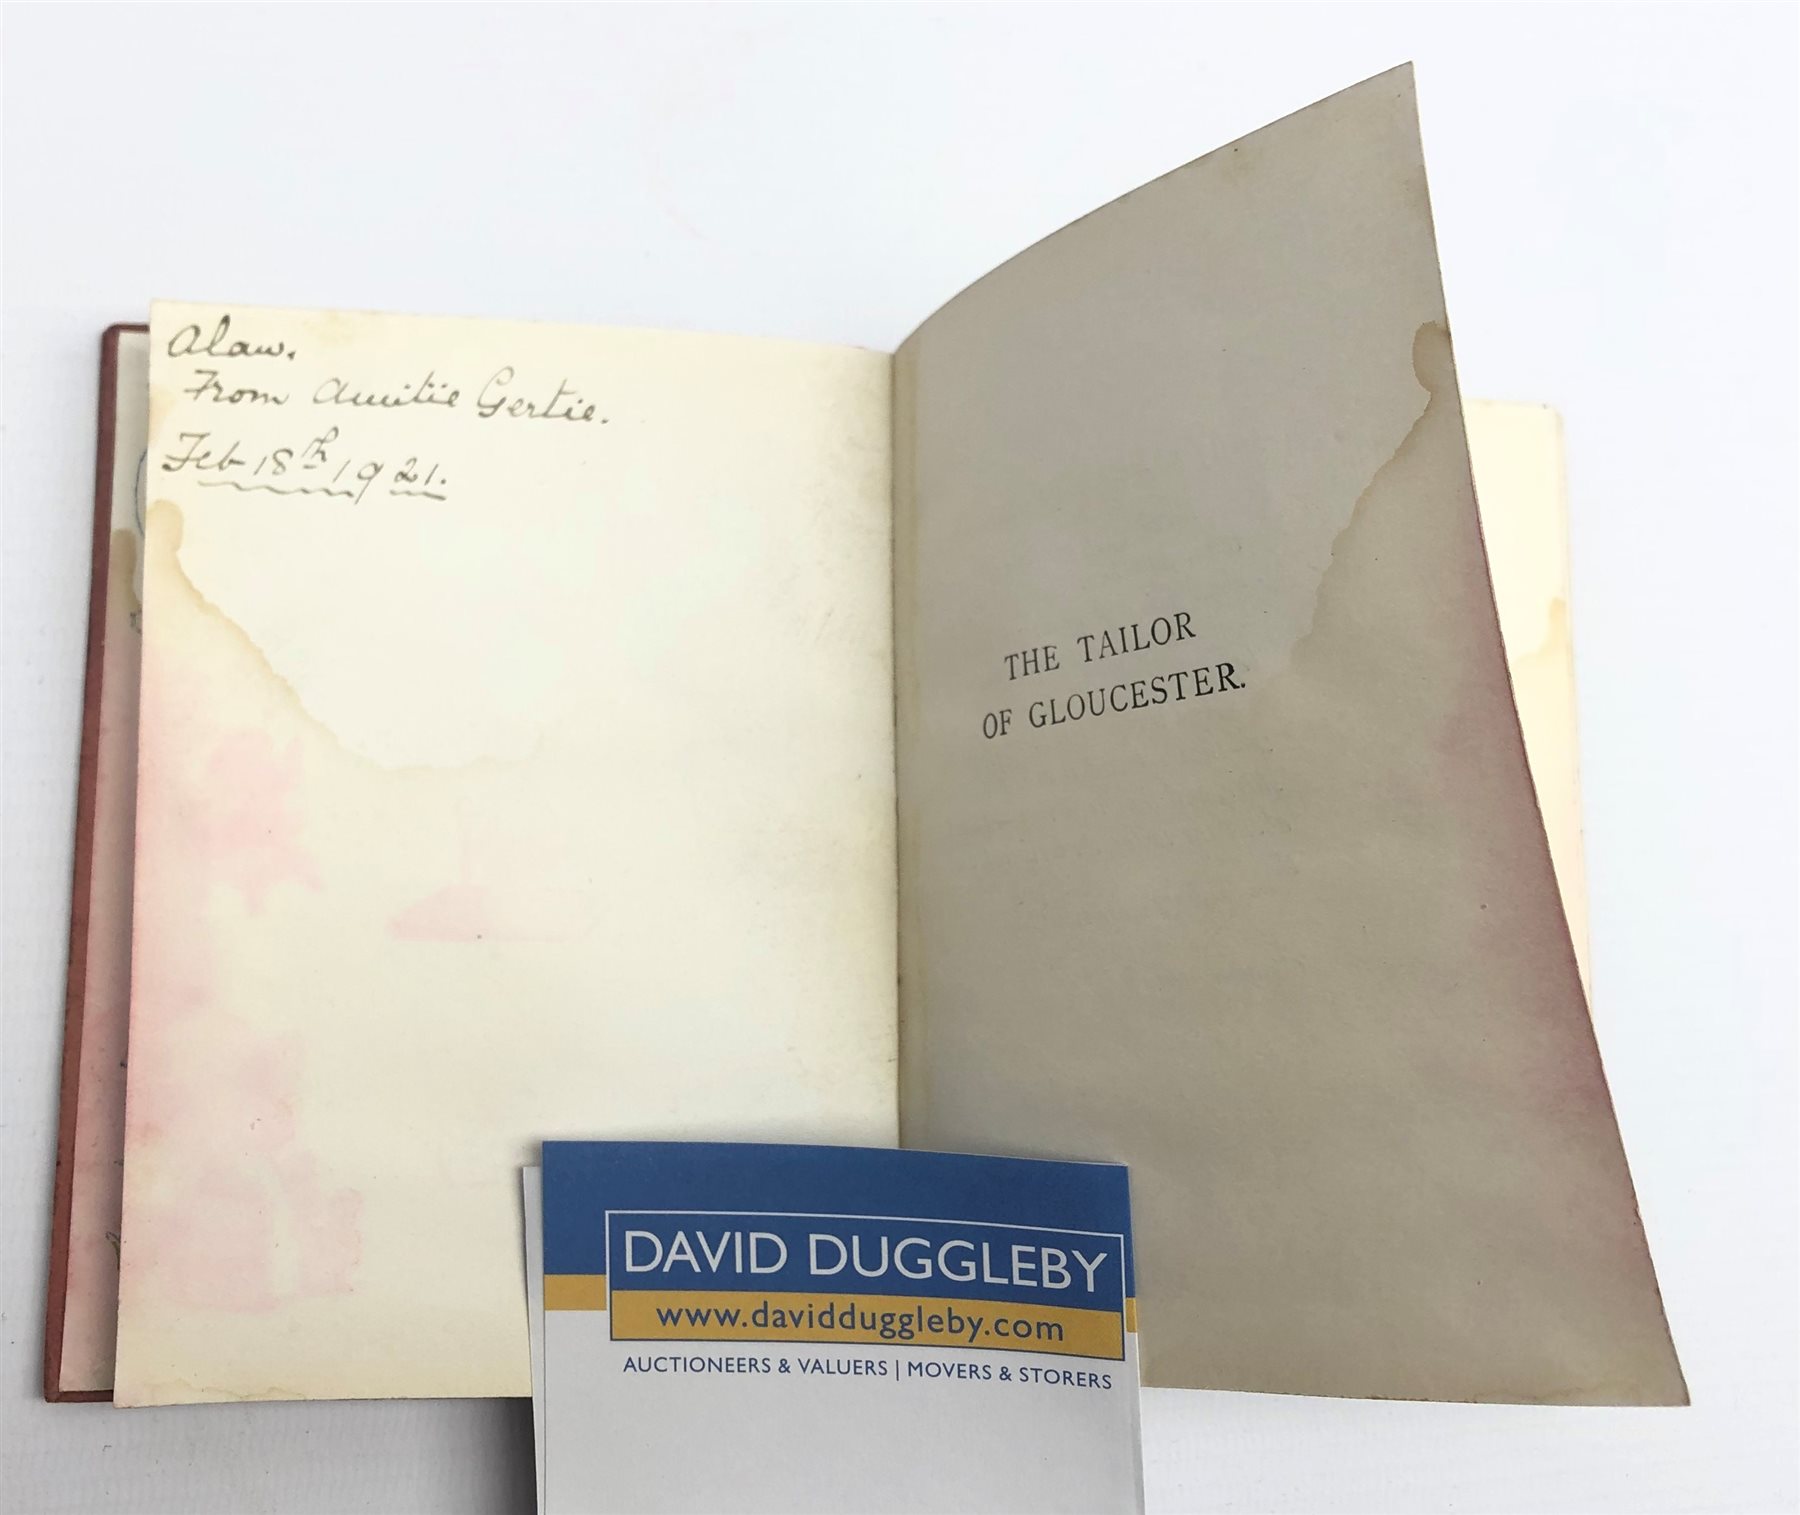 Alan.
From Auntie Gertie.
Feb 18th 1921.
THE TAILOR
OF GLOUCESTER.
DAVID DUGGLEBY
www.davidduggleby.com
AUCTIONEERS & VALUERS | MOVERS & STORERS